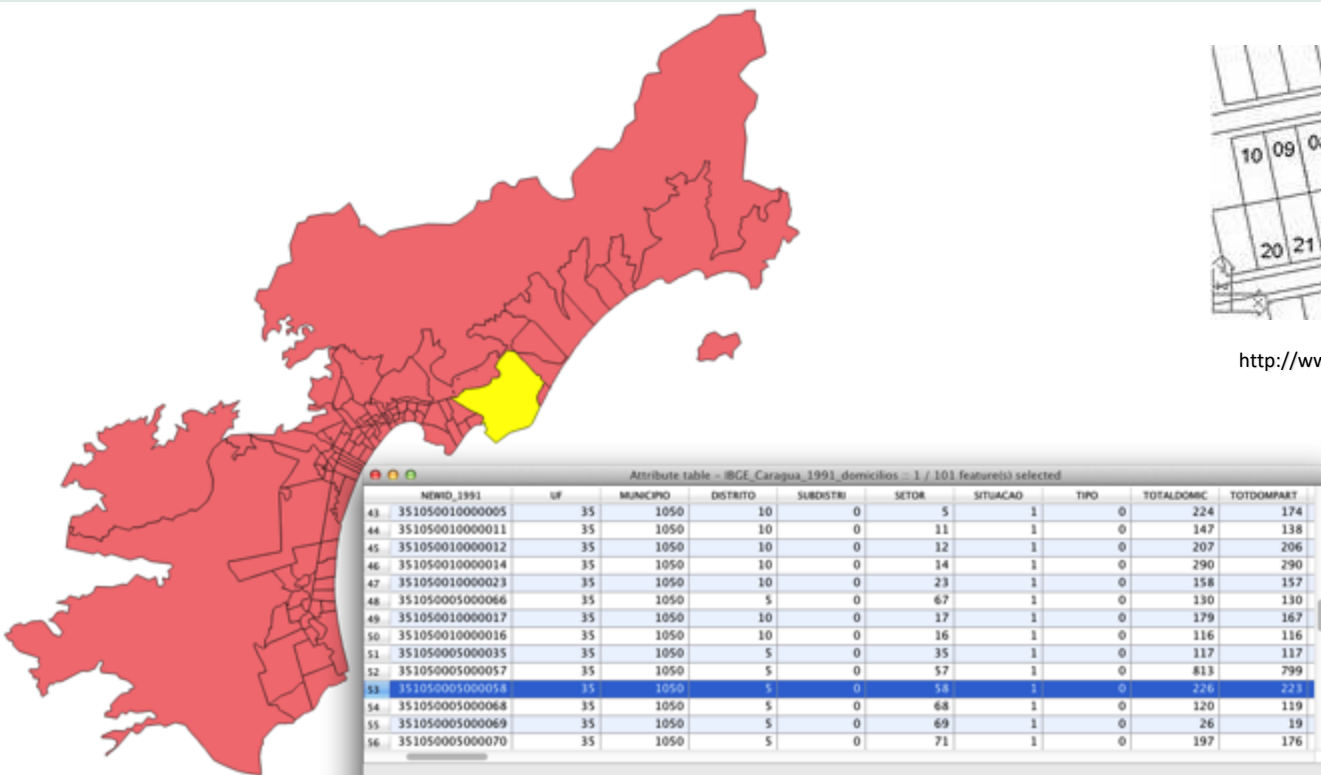 10 09
20 21
http://ww
Attribute table – IBGE_Caragua_1991_domicilios :: 1 / 101 feature(s) selected
NEWID_1991 UF MUNICIPIO DISTRITO SUBDISTRI SETOR SITUACAO TIPO TOTALDOMIC TOTDOMPART
43 351050010000005 35 1050 10 0 5 1 0 224 174
44 351050010000011 35 1050 10 0 11 1 0 147 138
45 351050010000012 35 1050 10 0 12 1 0 207 206
46 351050010000014 35 1050 10 0 14 1 0 290 290
47 351050010000023 35 1050 10 0 23 1 0 158 157
48 351050005000066 35 1050 5 0 67 1 0 130 130
49 351050010000017 35 1050 10 0 17 1 0 179 167
50 351050010000016 35 1050 10 0 16 1 0 116 116
51 351050005000035 35 1050 5 0 35 1 0 117 117
52 351050005000057 35 1050 5 0 57 1 0 813 799
53 351050005000058 35 1050 5 0 58 1 0 226 223
54 351050005000068 35 1050 5 0 68 1 0 120 119
55 351050005000069 35 1050 5 0 69 1 0 26 19
56 351050005000070 35 1050 5 0 71 1 0 197 176